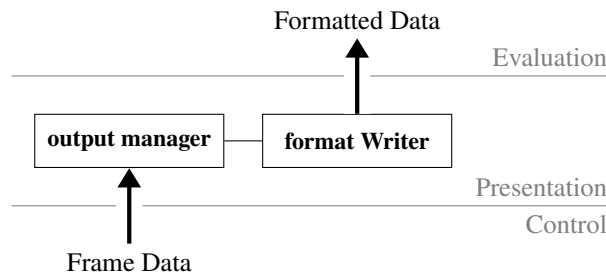 Formatted Data
Evaluation
output manager
format Writer
Presentation
Control
Frame Data